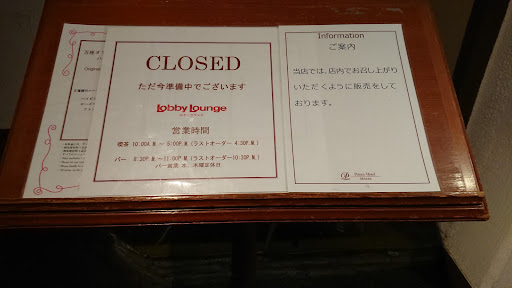 CLOSED
ただ今準備中でございます
Lobby Lounge
営業時間
喫茶 10:00A.M ～ 5:00P.M (ラストオーダー 4:30P.M)
バー 8:30P.M～11:00P.M (ラストオーダー10:30P.M)
Information
ご案内
当店では、店内でお召し上がり
いただくように販売をして
おります。
Prince Hotel